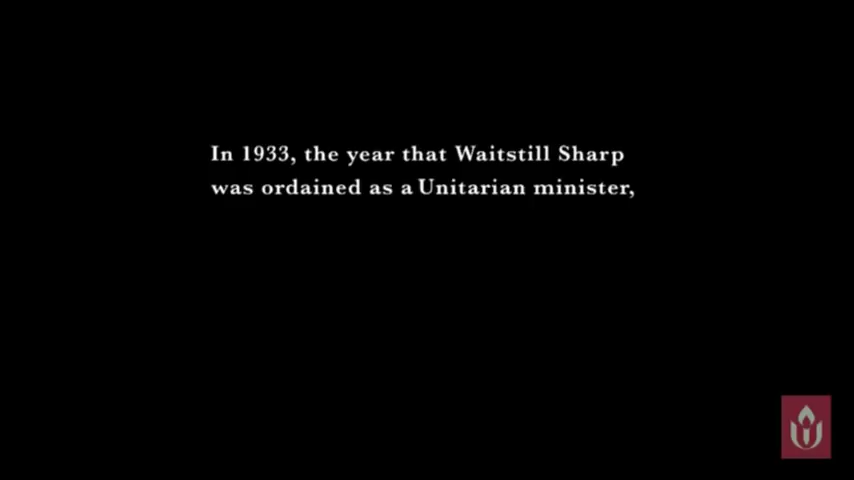 In 1933, the year that Waitstill Sharp
was ordained as a Unitarian minister,